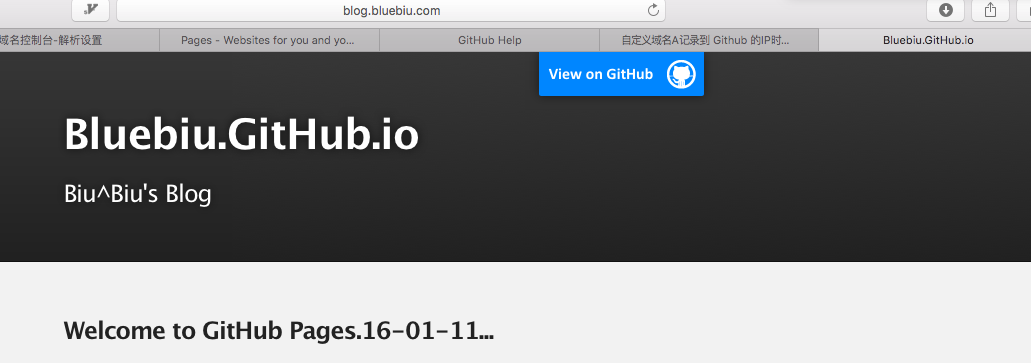 blog.bluebiu.com
域名控制台-解析设置
Pages - Websites for you and yo...
GitHub Help
自定义域名A记录到 Github 的IP时...
Bluebiu.GitHub.io
View on GitHub
Bluebiu.GitHub.io
Biu^Biu's Blog
Welcome to GitHub Pages.16-01-11...